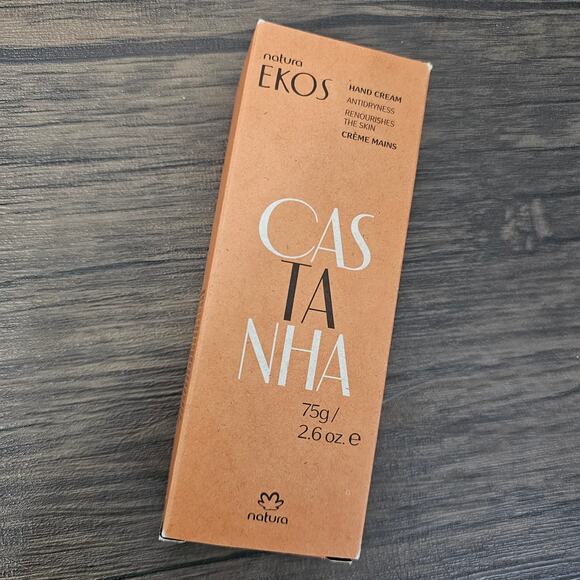 natura
EKOS
HAND CREAM
ANTIDRYNESS
RENOURISHES
THE SKIN
CRÈME MAINS
CAS
TA
NHA
75g/
2.6 oz. e
natura